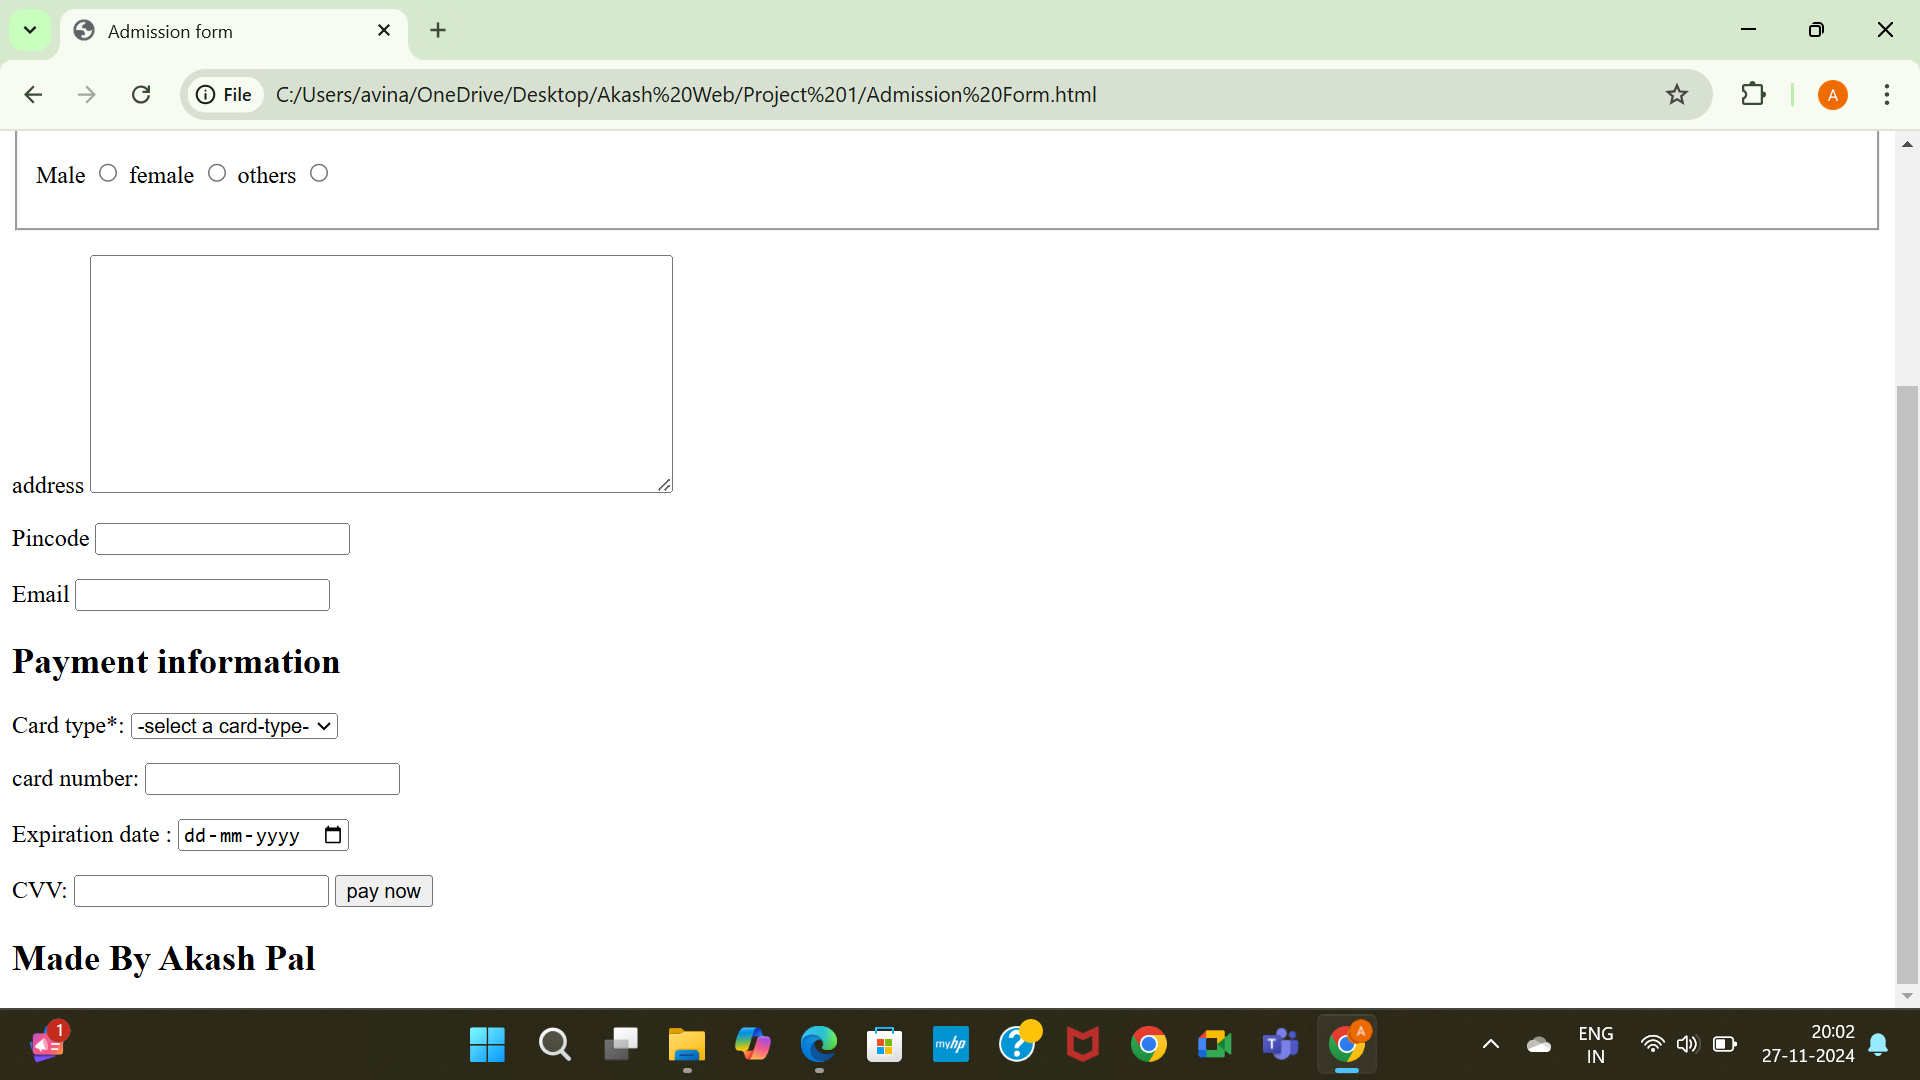 Admission form
File C:/Users/avina/OneDrive/Desktop/Akash%20Web/Project%201/Admission%20Form.html
A
Male female others
address
Pincode
Email
Payment information
Card type*: -select a card-type-
card number:
Expiration date : dd-mm-yyyy
CVV: pay now
Made By Akash Pal
1
myhp
?
T
A
ENG
IN
20:02
27-11-2024